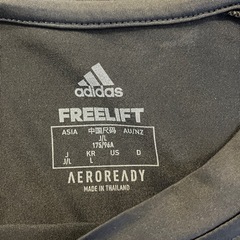 adidas
FREELIFT
ASIA 中国尺码 AU/NZ
J/L 175/96A
J KR US D
J/L L
AEROREADY
MADE IN THAILAND